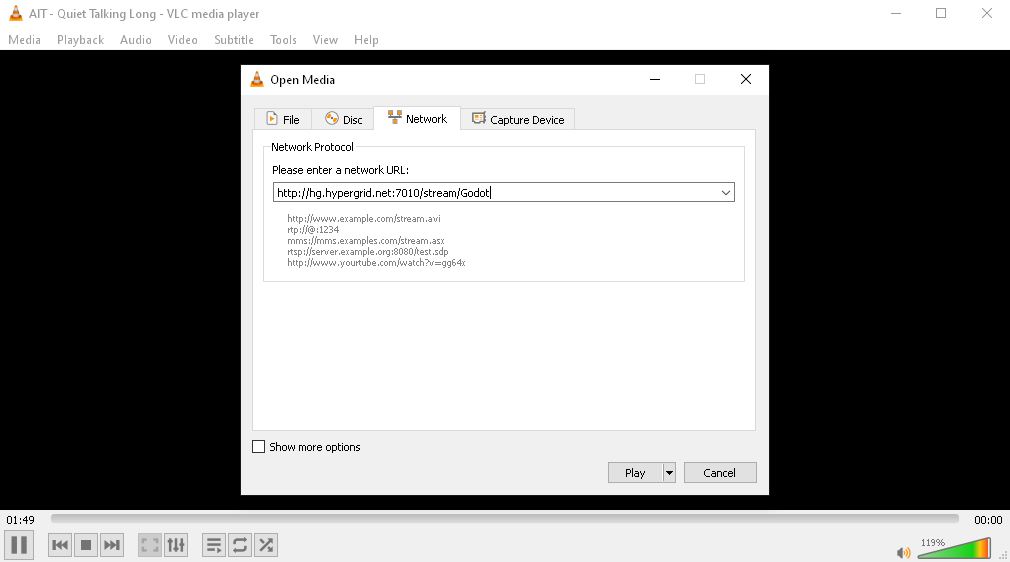 AIT - Quiet Talking Long - VLC media player
Media Playback Audio Video Subtitle Tools View Help
Open Media
File Disc Network Capture Device
Network Protocol
Please enter a network URL:
http://hg.hypergrid.net:7010/stream/Godot
http://www.example.com/stream.avi
rtp://@:1234
mms://mms.examples.com/stream.asx
rtsp://server.example.org:8080/test.sdp
http://www.yourtube.com/watch?v=gg64x
Show more options
Play Cancel
01:49 00:00
119%